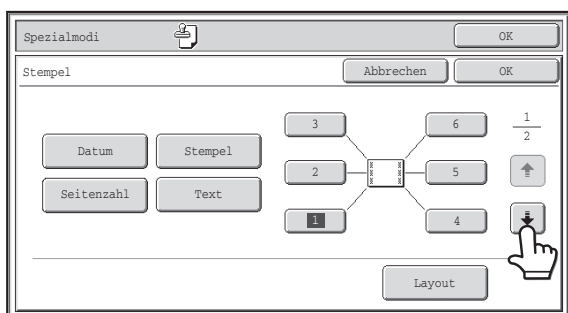 Spezialmodi OK
Stempel Abbrechen OK
3 6 1
2
Datum Stempel
2 5
Seitenzahl Text
1 4
Layout